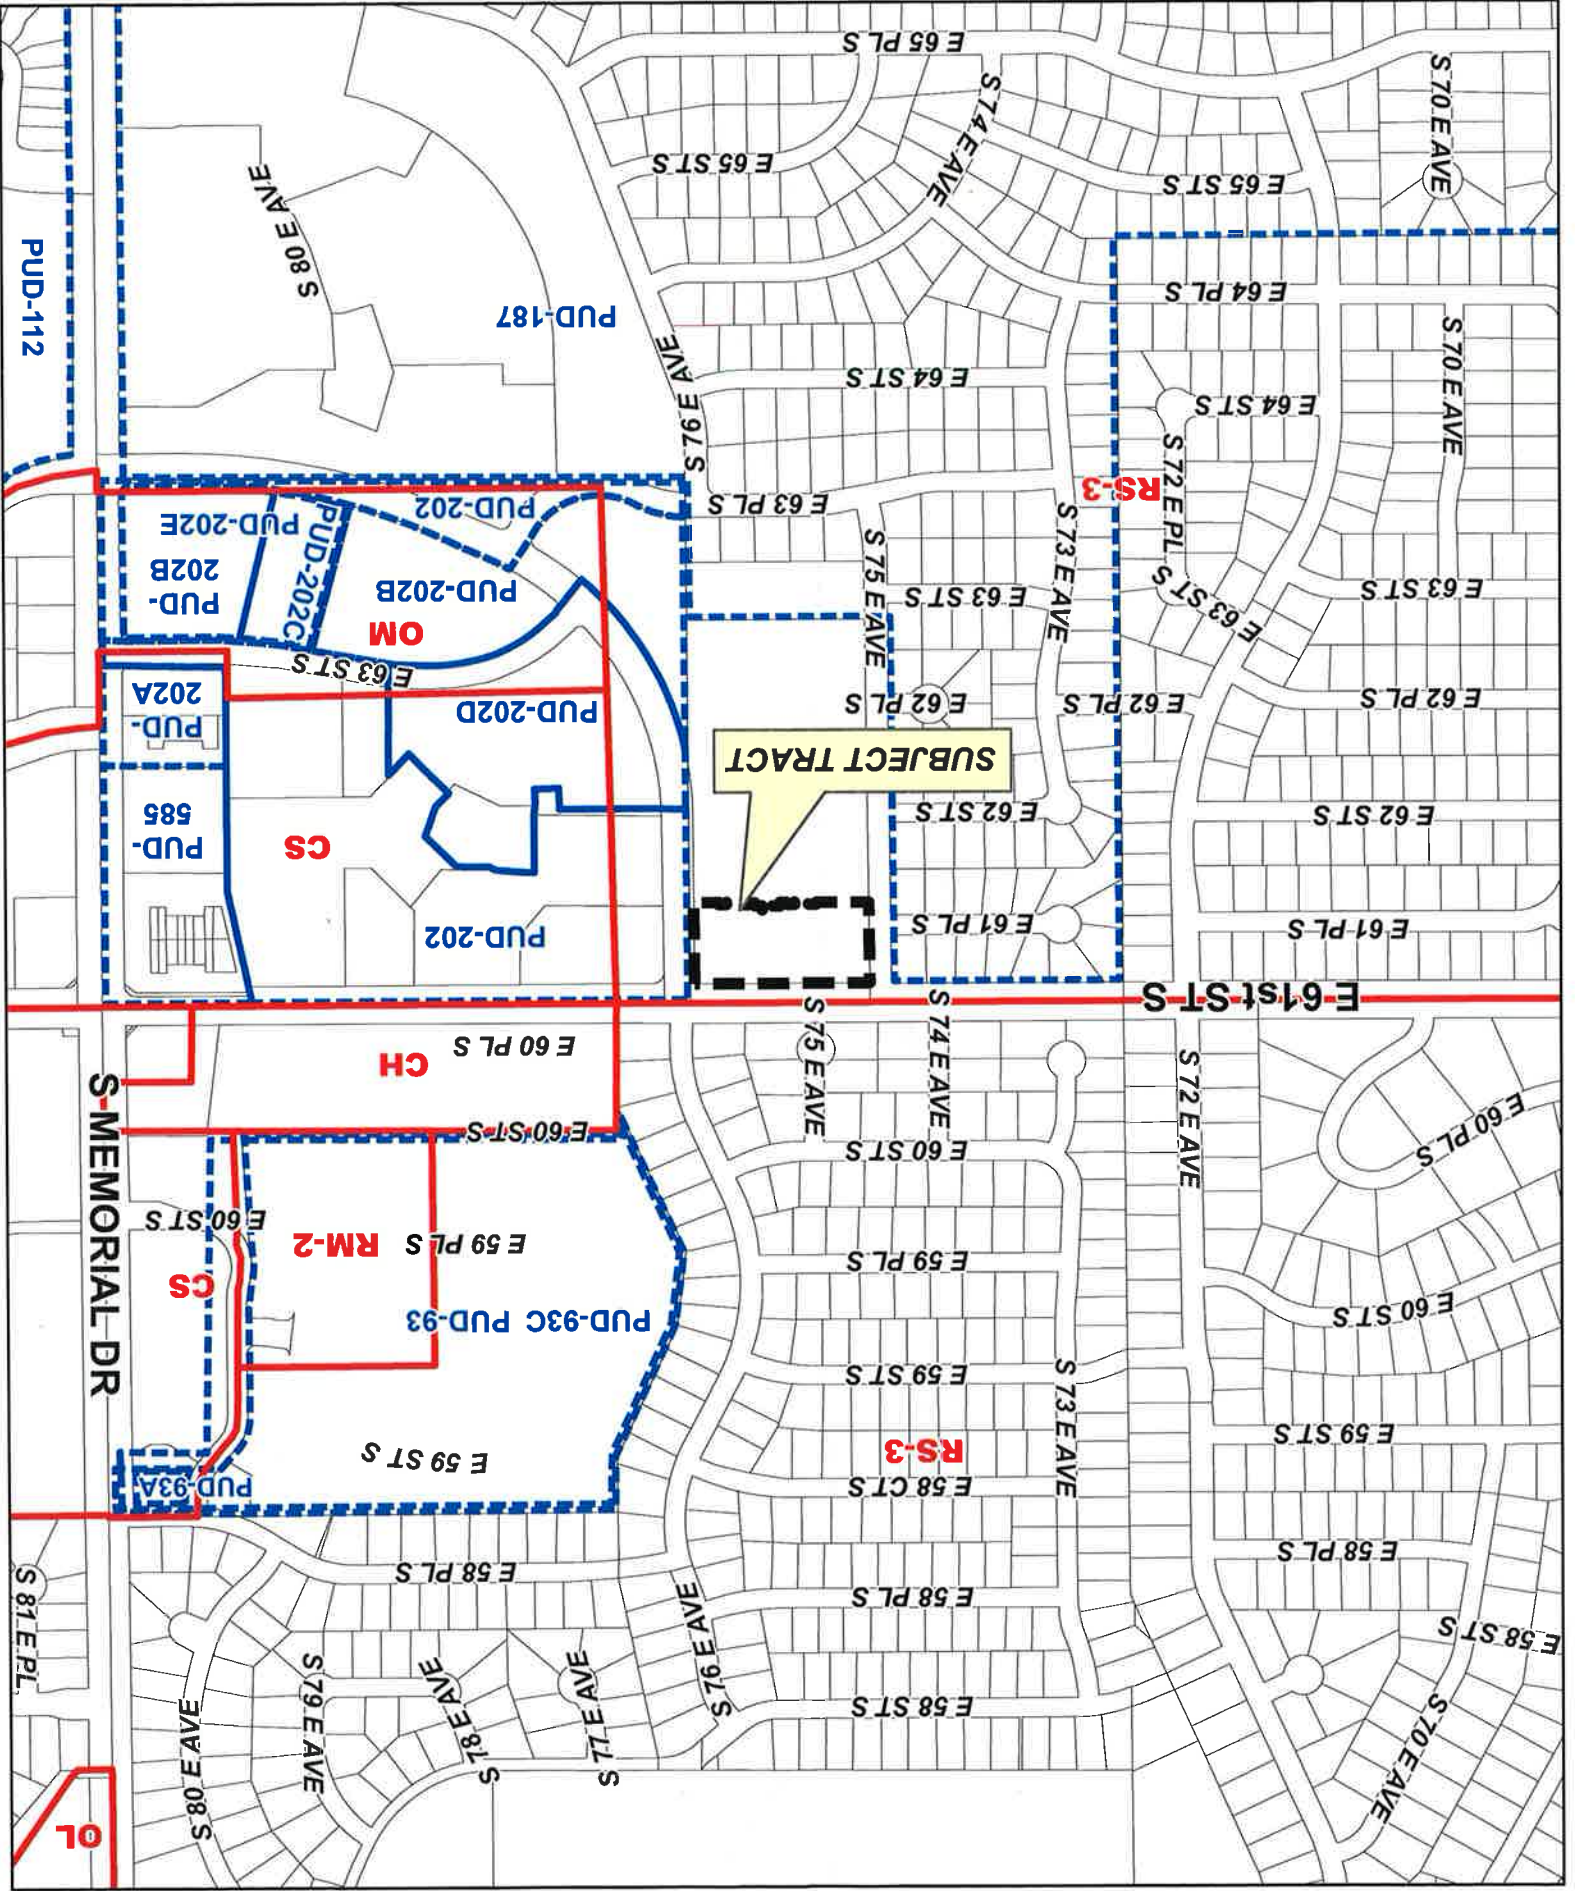 OL
S 70 E AVE
S 80 E AVE
S 78 E AVE
S 77 E AVE
S 79 E AVE
E 58 ST S
E 58 ST S
S 76 E AVE
S 81 E PL
E 58 PL S
E 58 PL S
E 58 PL S
E 58 CT S
PUD-93A
E 59 ST S
RS-3
E 59 ST S
S 73 E AVE
E 59 ST S
PUD-93C PUD-93
E 60 ST S
CS
S MEMORIAL DR
E 59 PL S
E 59 PL S
RM-2
E 60 ST S
E 60 ST S
E 60 ST S
E 60 PL S
S 72 E AVE
S 74 E AVE
S 75 E AVE
CH
E 60 PL S
E 61st ST S
E 61 PL S
E 61 PL S
PUD-202
CS
PUD-
585
E 62 ST S
E 62 ST S
SUBJECT TRACT
PUD-202D
PUD-
202A
E 62 PL S
E 62 PL S
E 62 PL S
E 63 ST S
OM
E 63 ST S
E 63 ST S
E 63 ST S
S 73 E AVE
S 75 E AVE
PUD-202B
PUD-202C
PUD-
202B
PUD-202E
E 63 PL S
PUD-202
RS-3
S 72 E PL
S 76 E AVE
E 64 ST S
E 64 ST S
S 70 E AVE
PUD-187
PUD-112
E 64 PL S
S 80 E AVE
E 65 ST S
E 65 ST S
S 74 E AVE
S 70 E AVE
E 65 PL S